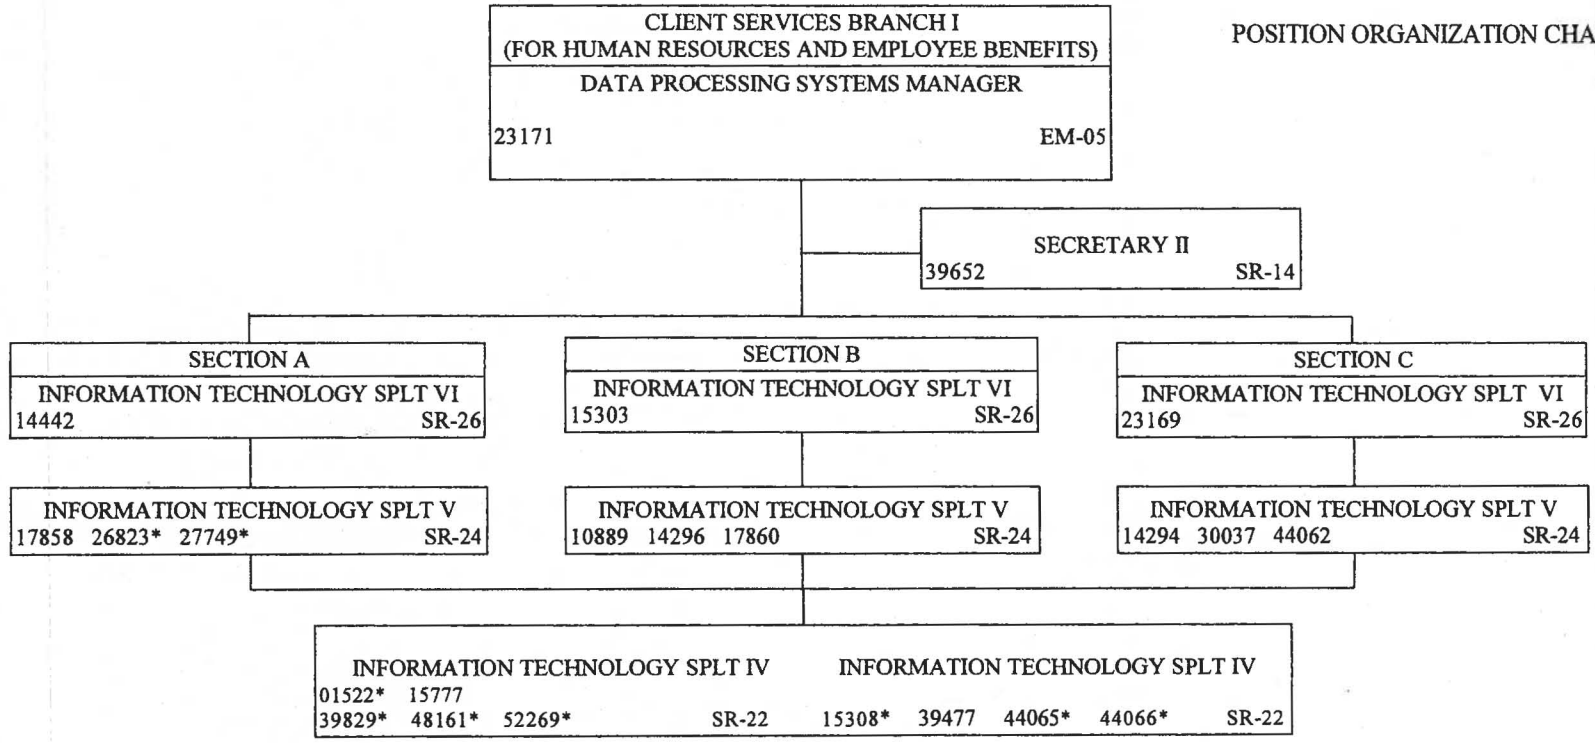 CLIENT SERVICES BRANCH I
(FOR HUMAN RESOURCES AND EMPLOYEE BENEFITS)
DATA PROCESSING SYSTEMS MANAGER
23171 EM-05
POSITION ORGANIZATION CHA
SECRETARY II
39652 SR-14
SECTION A
INFORMATION TECHNOLOGY SPLT VI
14442 SR-26
SECTION B
INFORMATION TECHNOLOGY SPLT VI
15303 SR-26
SECTION C
INFORMATION TECHNOLOGY SPLT VI
23169 SR-26
INFORMATION TECHNOLOGY SPLT V
17858 26823* 27749* SR-24
INFORMATION TECHNOLOGY SPLT V
10889 14296 17860 SR-24
INFORMATION TECHNOLOGY SPLT V
14294 30037 44062 SR-24
INFORMATION TECHNOLOGY SPLT IV
01522* 15777
39829* 48161* 52269* SR-22
INFORMATION TECHNOLOGY SPLT IV
15308* 39477 44065* 44066* SR-22